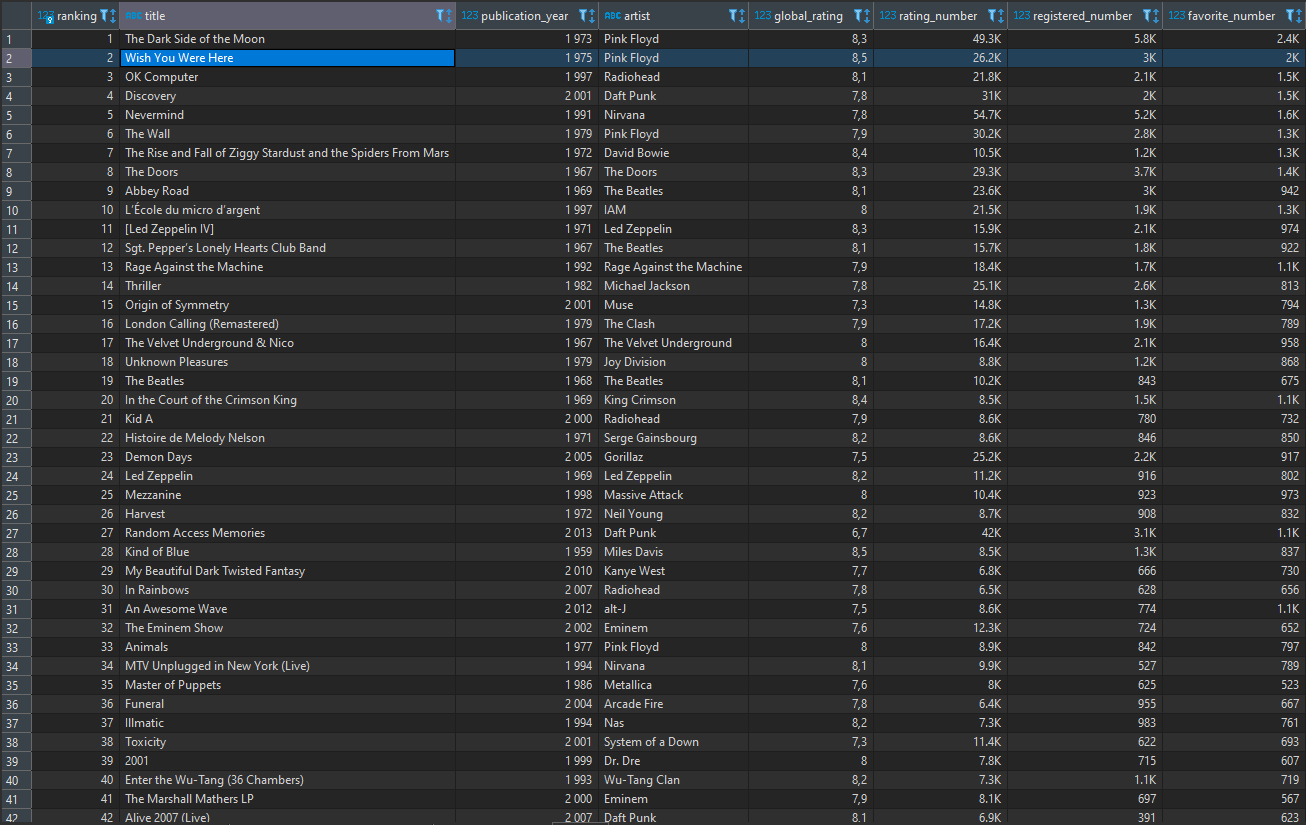 123 ranking ABC title 123 publication_year ABC artist 123 global_rating 123 rating_number 123 registered_number 123 favorite_number
1 1 The Dark Side of the Moon 1 973 Pink Floyd 8,3 49.3K 5.8K 2.4K
2 2 Wish You Were Here 1 975 Pink Floyd 8,5 26.2K 3K 2K
3 3 OK Computer 1 997 Radiohead 8,1 21.8K 2.1K 1.5K
4 4 Discovery 2 001 Daft Punk 7,8 31K 2K 1.5K
5 5 Nevermind 1 991 Nirvana 7,8 54.7K 5.2K 1.6K
6 6 The Wall 1 979 Pink Floyd 7,9 30.2K 2.8K 1.3K
7 7 The Rise and Fall of Ziggy Stardust and the Spiders From Mars 1 972 David Bowie 8,4 10.5K 1.2K 1.3K
8 8 The Doors 1 967 The Doors 8,3 29.3K 3.7K 1.4K
9 9 Abbey Road 1 969 The Beatles 8,1 23.6K 3K 942
10 10 L'École du micro d'argent 1 997 IAM 8 21.5K 1.9K 1.3K
11 11 [Led Zeppelin IV] 1 971 Led Zeppelin 8,3 15.9K 2.1K 974
12 12 Sgt. Pepper's Lonely Hearts Club Band 1 967 The Beatles 8,1 15.7K 1.8K 922
13 13 Rage Against the Machine 1 992 Rage Against the Machine 7,9 18.4K 1.7K 1.1K
14 14 Thriller 1 982 Michael Jackson 7,8 25.1K 2.6K 813
15 15 Origin of Symmetry 2 001 Muse 7,3 14.8K 1.3K 794
16 16 London Calling (Remastered) 1 979 The Clash 7,9 17.2K 1.9K 789
17 17 The Velvet Underground & Nico 1 967 The Velvet Underground 8 16.4K 2.1K 958
18 18 Unknown Pleasures 1 979 Joy Division 8 8.8K 1.2K 868
19 19 The Beatles 1 968 The Beatles 8,1 10.2K 843 675
20 20 In the Court of the Crimson King 1 969 King Crimson 8,4 8.5K 1.5K 1.1K
21 21 Kid A 2 000 Radiohead 7,9 8.6K 780 732
22 22 Histoire de Melody Nelson 1 971 Serge Gainsbourg 8,2 8.6K 846 850
23 23 Demon Days 2 005 Gorillaz 7,5 25.2K 2.2K 917
24 24 Led Zeppelin 1 969 Led Zeppelin 8,2 11.2K 916 802
25 25 Mezzanine 1 998 Massive Attack 8 10.4K 923 973
26 26 Harvest 1 972 Neil Young 8,2 8.7K 908 832
27 27 Random Access Memories 2 013 Daft Punk 6,7 42K 3.1K 1.1K
28 28 Kind of Blue 1 959 Miles Davis 8,5 8.5K 1.3K 837
29 29 My Beautiful Dark Twisted Fantasy 2 010 Kanye West 7,7 6.8K 666 730
30 30 In Rainbows 2 007 Radiohead 7,8 6.5K 628 656
31 31 An Awesome Wave 2 012 alt-J 7,5 8.6K 774 1.1K
32 32 The Eminem Show 2 002 Eminem 7,6 12.3K 724 652
33 33 Animals 1 977 Pink Floyd 8 8.9K 842 797
34 34 MTV Unplugged in New York (Live) 1 994 Nirvana 8,1 9.9K 527 789
35 35 Master of Puppets 1 986 Metallica 7,6 8K 625 523
36 36 Funeral 2 004 Arcade Fire 7,8 6.4K 955 667
37 37 Illmatic 1 994 Nas 8,2 7.3K 983 761
38 38 Toxicity 2 001 System of a Down 7,3 11.4K 622 693
39 39 2001 1 999 Dr. Dre 8 7.8K 715 607
40 40 Enter the Wu-Tang (36 Chambers) 1 993 Wu-Tang Clan 8,2 7.3K 1.1K 719
41 41 The Marshall Mathers LP 2 000 Eminem 7,9 8.1K 697 567
42 42 Alive 2007 (Live) 2 007 Daft Punk 8,1 6.9K 391 623